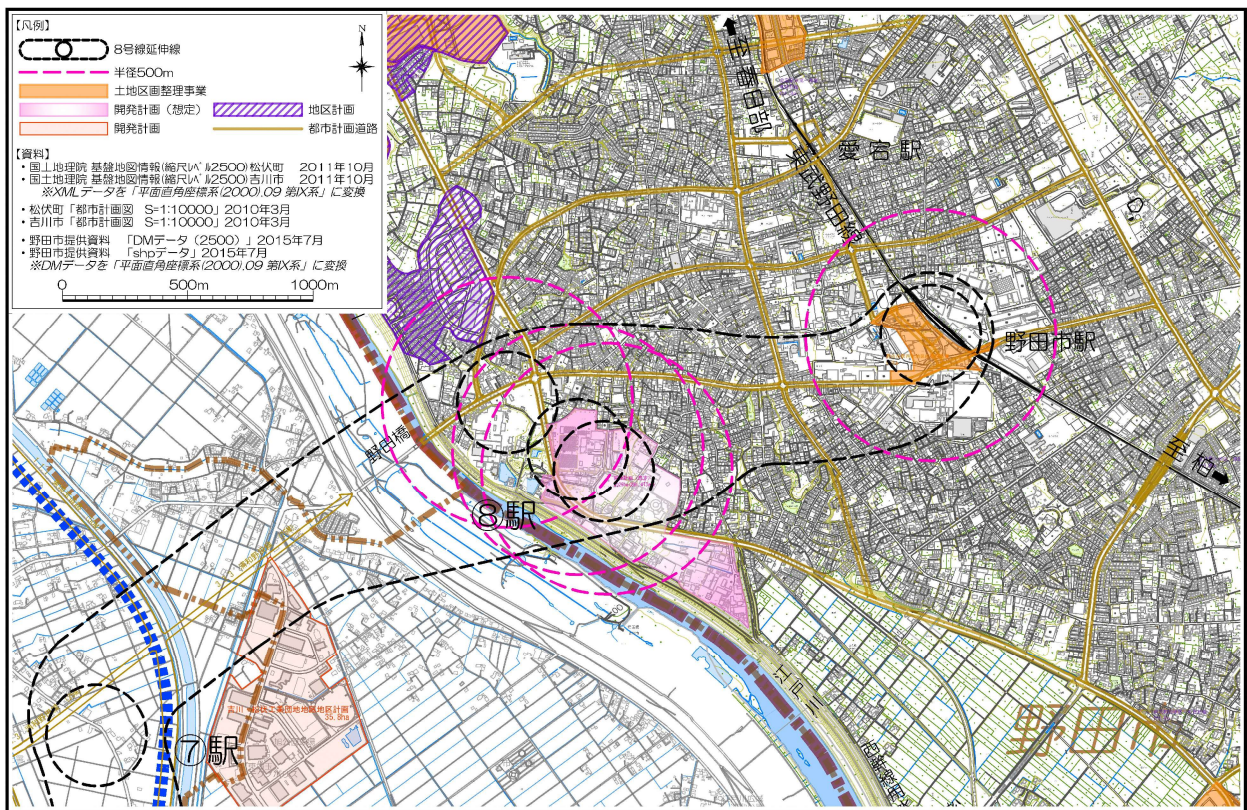 【凡例】
8号線延伸線
半径500m
土地区画整理事業
開発計画（想定）
地区計画
開発計画
都市計画道路
N
【資料】
・国土地理院 基盤地図情報(縮尺ﾚﾍﾞﾙ2500)松伏町 2011年10月
・国土地理院 基盤地図情報(縮尺ﾚﾍﾞﾙ2500)吉川市 2011年10月
※XMLデータを「平面直角座標系(2000),09 第Ⅸ系」に変換
・松伏町「都市計画図 S=1:10000」2010年3月
・吉川市「都市計画図 S=1:10000」2010年3月
・野田市提供資料 「DMデータ（2500）」2015年7月
・野田市提供資料 「shpデータ」2015年7月
※DMデータを「平面直角座標系(2000),09 第Ⅸ系」に変換
0 500m 1000m
至春日部
東武野田線
愛宕駅
野田市駅
至柏
野田橋
⑧駅
⑦駅
35.8ha
江戸川
野田市